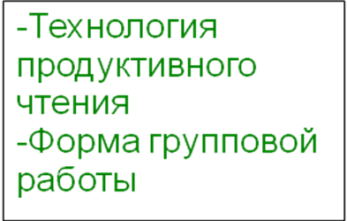 -Технология
продуктивного
чтения
-Форма групповой
работы